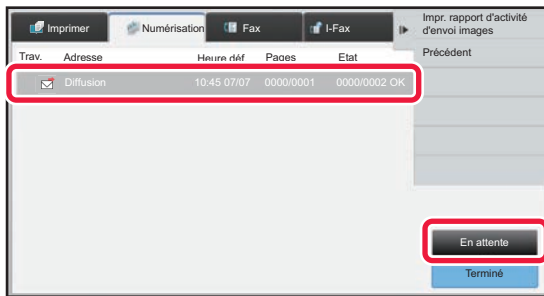 Imprimer
Numérisation
Fax
I-Fax
Impr. rapport d'activité
d'envoi images
Précédent
Trav. Adresse Heure déf Pages Etat
Diffusion 10:45 07/07 0000/0001 0000/0002 OK
En attente
Terminé